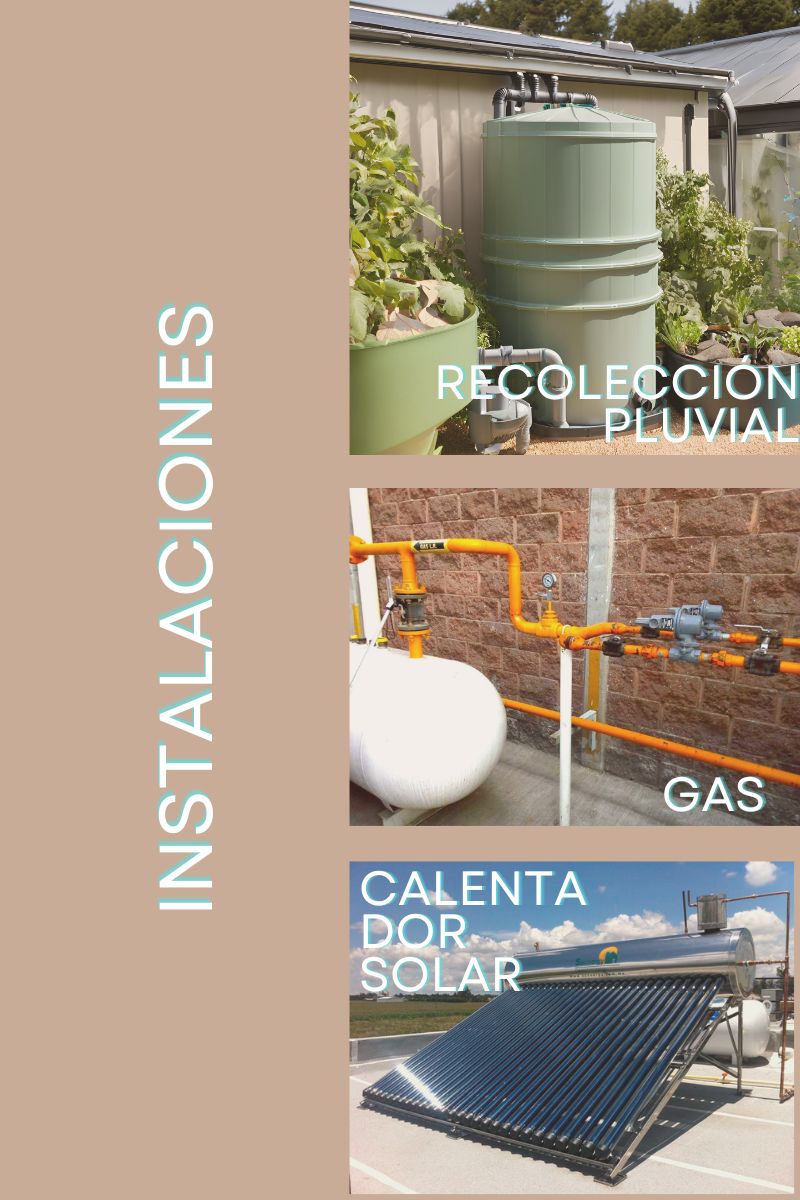 INSTALACIONES
RECOLECCIÓN
PLUVIAL
GAS
CALENTA
DOR
SOLAR